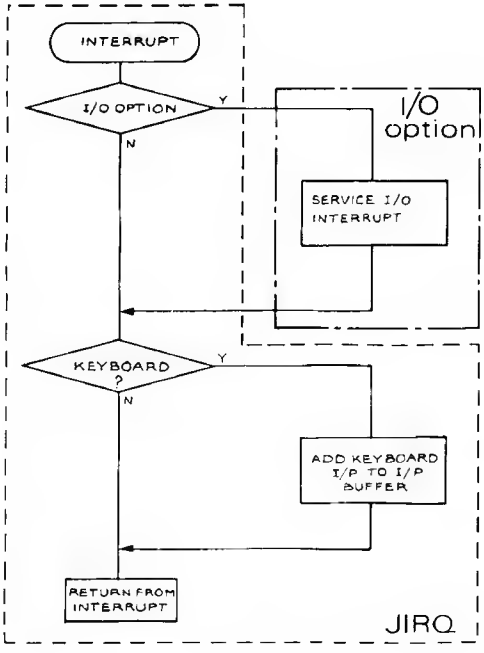 INTERRUPT
I/O OPTION
Y
N
I/O
option
SERVICE I/O
INTERRUPT
KEYBOARD
?
Y
N
ADD KEYBOARD
I/P TO I/P
BUFFER
RETURN FROM
INTERRUPT
JIRQ